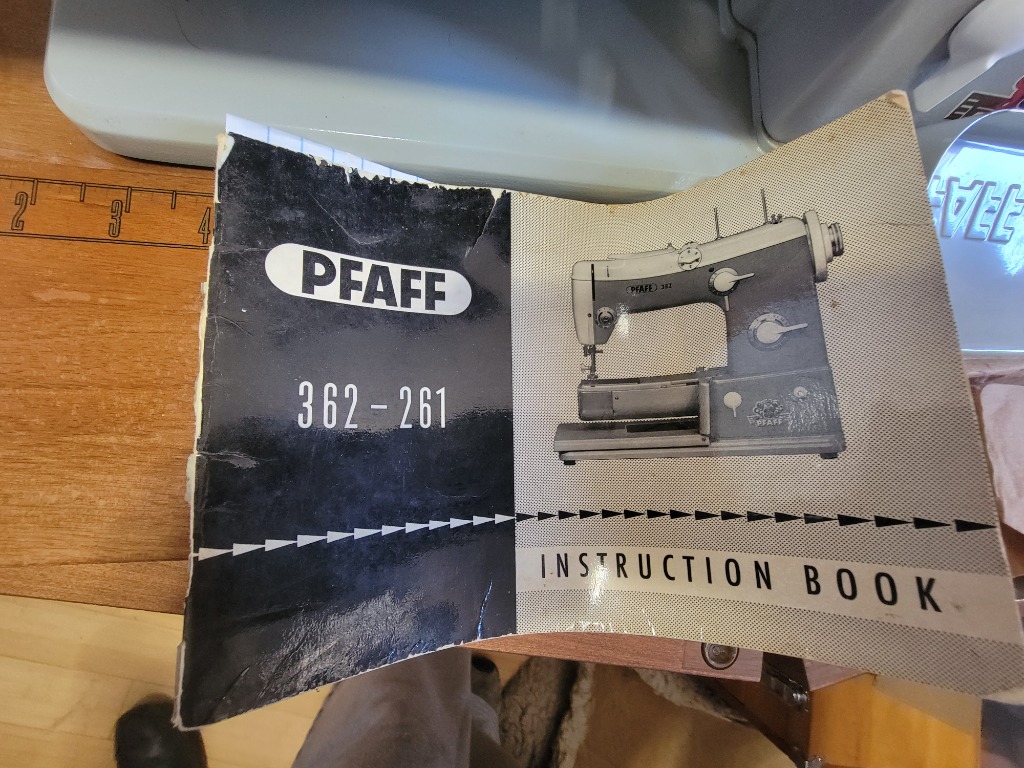 2 3 4
PFAFF
362-261
PFAFF 362
PFAFF
INSTRUCTION BOOK